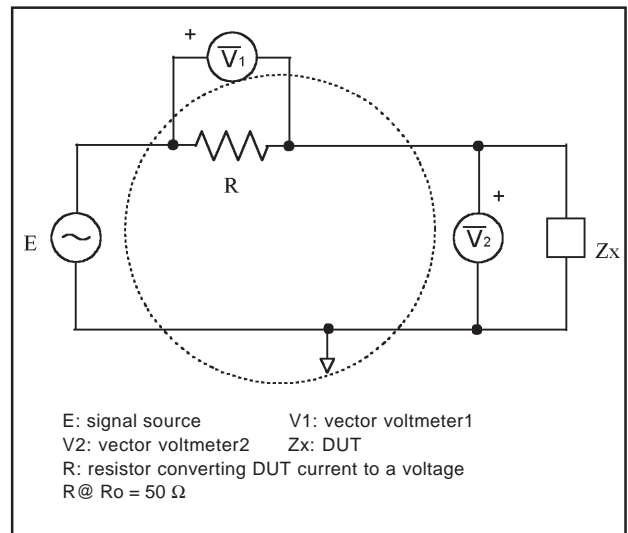 +
V1
R
E
+
V2
Zx
E: signal source V1: vector voltmeter1
V2: vector voltmeter2 Zx: DUT
R: resistor converting DUT current to a voltage
R@ Ro = 50 Ω